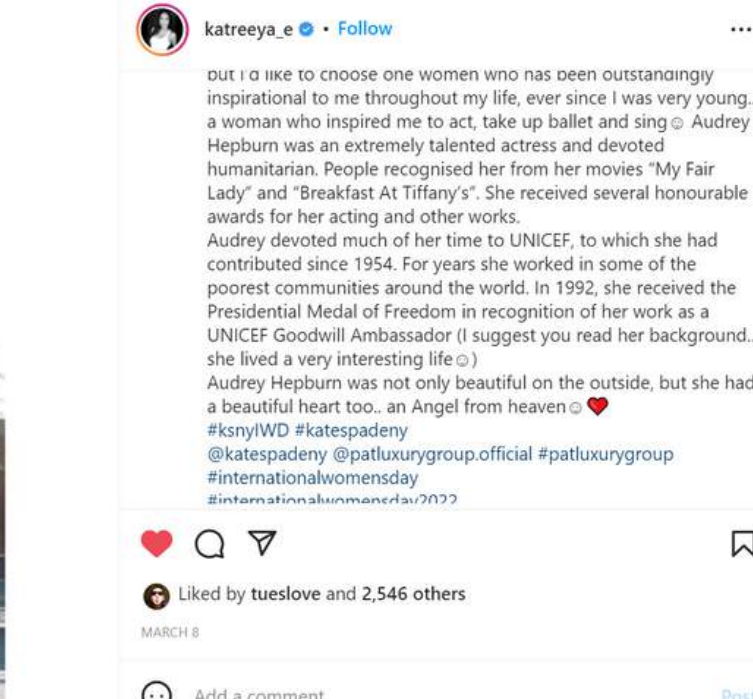 katreeya_e • Follow
but I'd like to choose one women who has been outstandingly
inspirational to me throughout my life, ever since I was very young..
a woman who inspired me to act, take up ballet and sing☺ Audrey
Hepburn was an extremely talented actress and devoted
humanitarian. People recognised her from her movies “My Fair
Lady” and “Breakfast At Tiffany’s”. She received several honourable
awards for her acting and other works.
Audrey devoted much of her time to UNICEF, to which she had
contributed since 1954. For years she worked in some of the
poorest communities around the world. In 1992, she received the
Presidential Medal of Freedom in recognition of her work as a
UNICEF Goodwill Ambassador (I suggest you read her background..
she lived a very interesting life☺)
Audrey Hepburn was not only beautiful on the outside, but she had
a beautiful heart too.. an Angel from heaven☺ ❤️
#ksnyIWD #katespadeny
@katespadeny @patluxurygroup.official #patluxurygroup
#internationalwomensday
#internationalwomensday2022
Liked by tueslove and 2,546 others
MARCH 8
Add a comment
Post